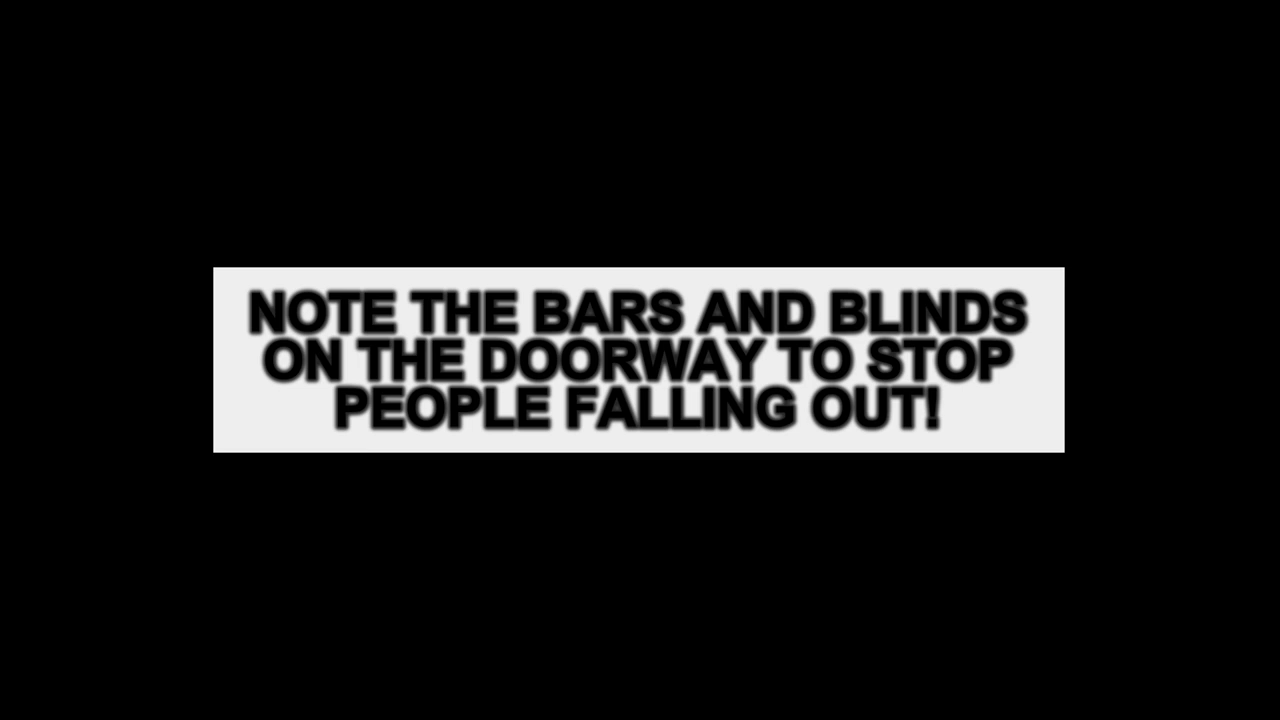 NOTE THE BARS AND BLINDS
ON THE DOORWAY TO STOP
PEOPLE FALLING OUT!